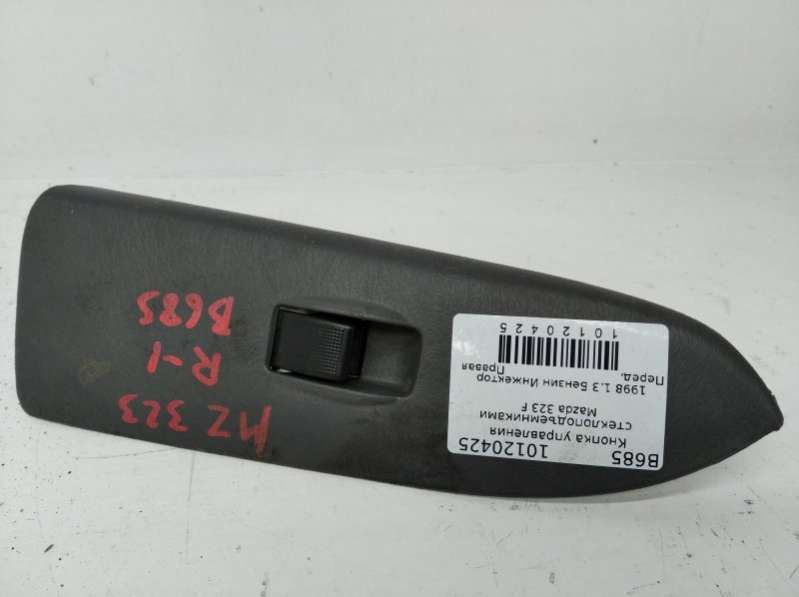 B685
10120425
Кнопка управления
стеклоподъемниками
Mazda 323 F
1998 1.3 Бензин Инжектор
Перед. Правая
10120425
MZ 323
R-1
B685